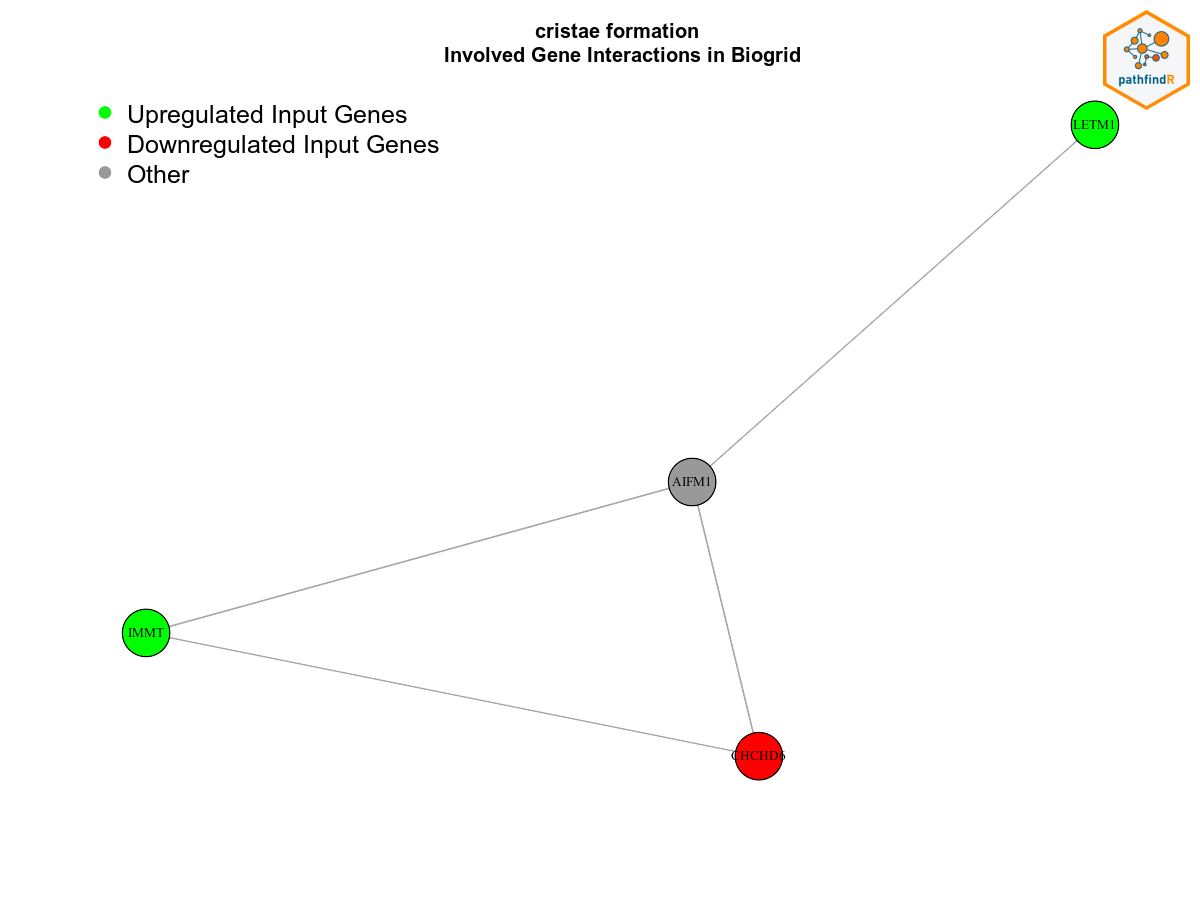 cristae formation
Involved Gene Interactions in Biogrid
pathfindR
Upregulated Input Genes
Downregulated Input Genes
Other
LETM1
AIFM1
IMMT
CHCHD6